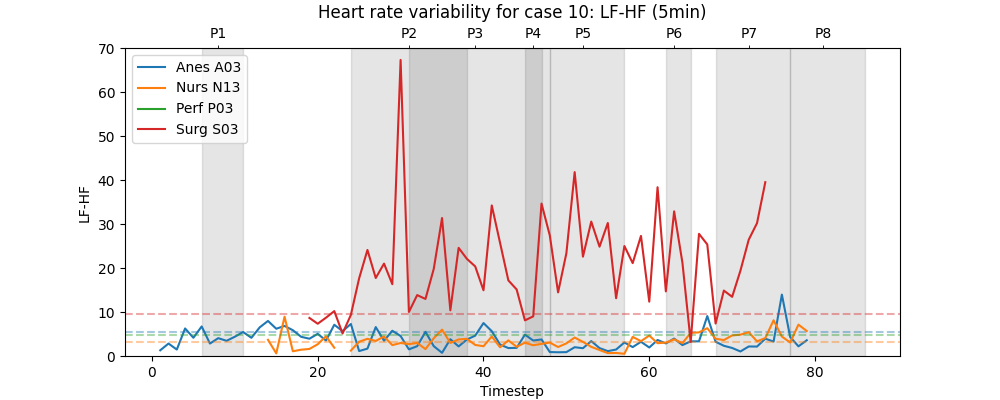 Heart rate variability for case 10: LF-HF (5min)
P1 P2 P3 P4 P5 P6 P7 P8
Anes A03
Nurs N13
Perf P03
Surg S03
LF-HF
70
60
50
40
30
20
10
0
0 20 40 60 80
Timestep